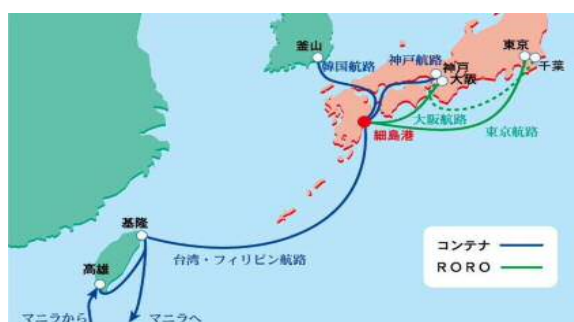 釜山
韓国航路
神戸航路
神戸
大阪
東京
千葉
大阪航路
東京航路
細島港
基隆
高雄
台湾・フィリピン航路
マニラから
マニラへ
コンテナ
RORO